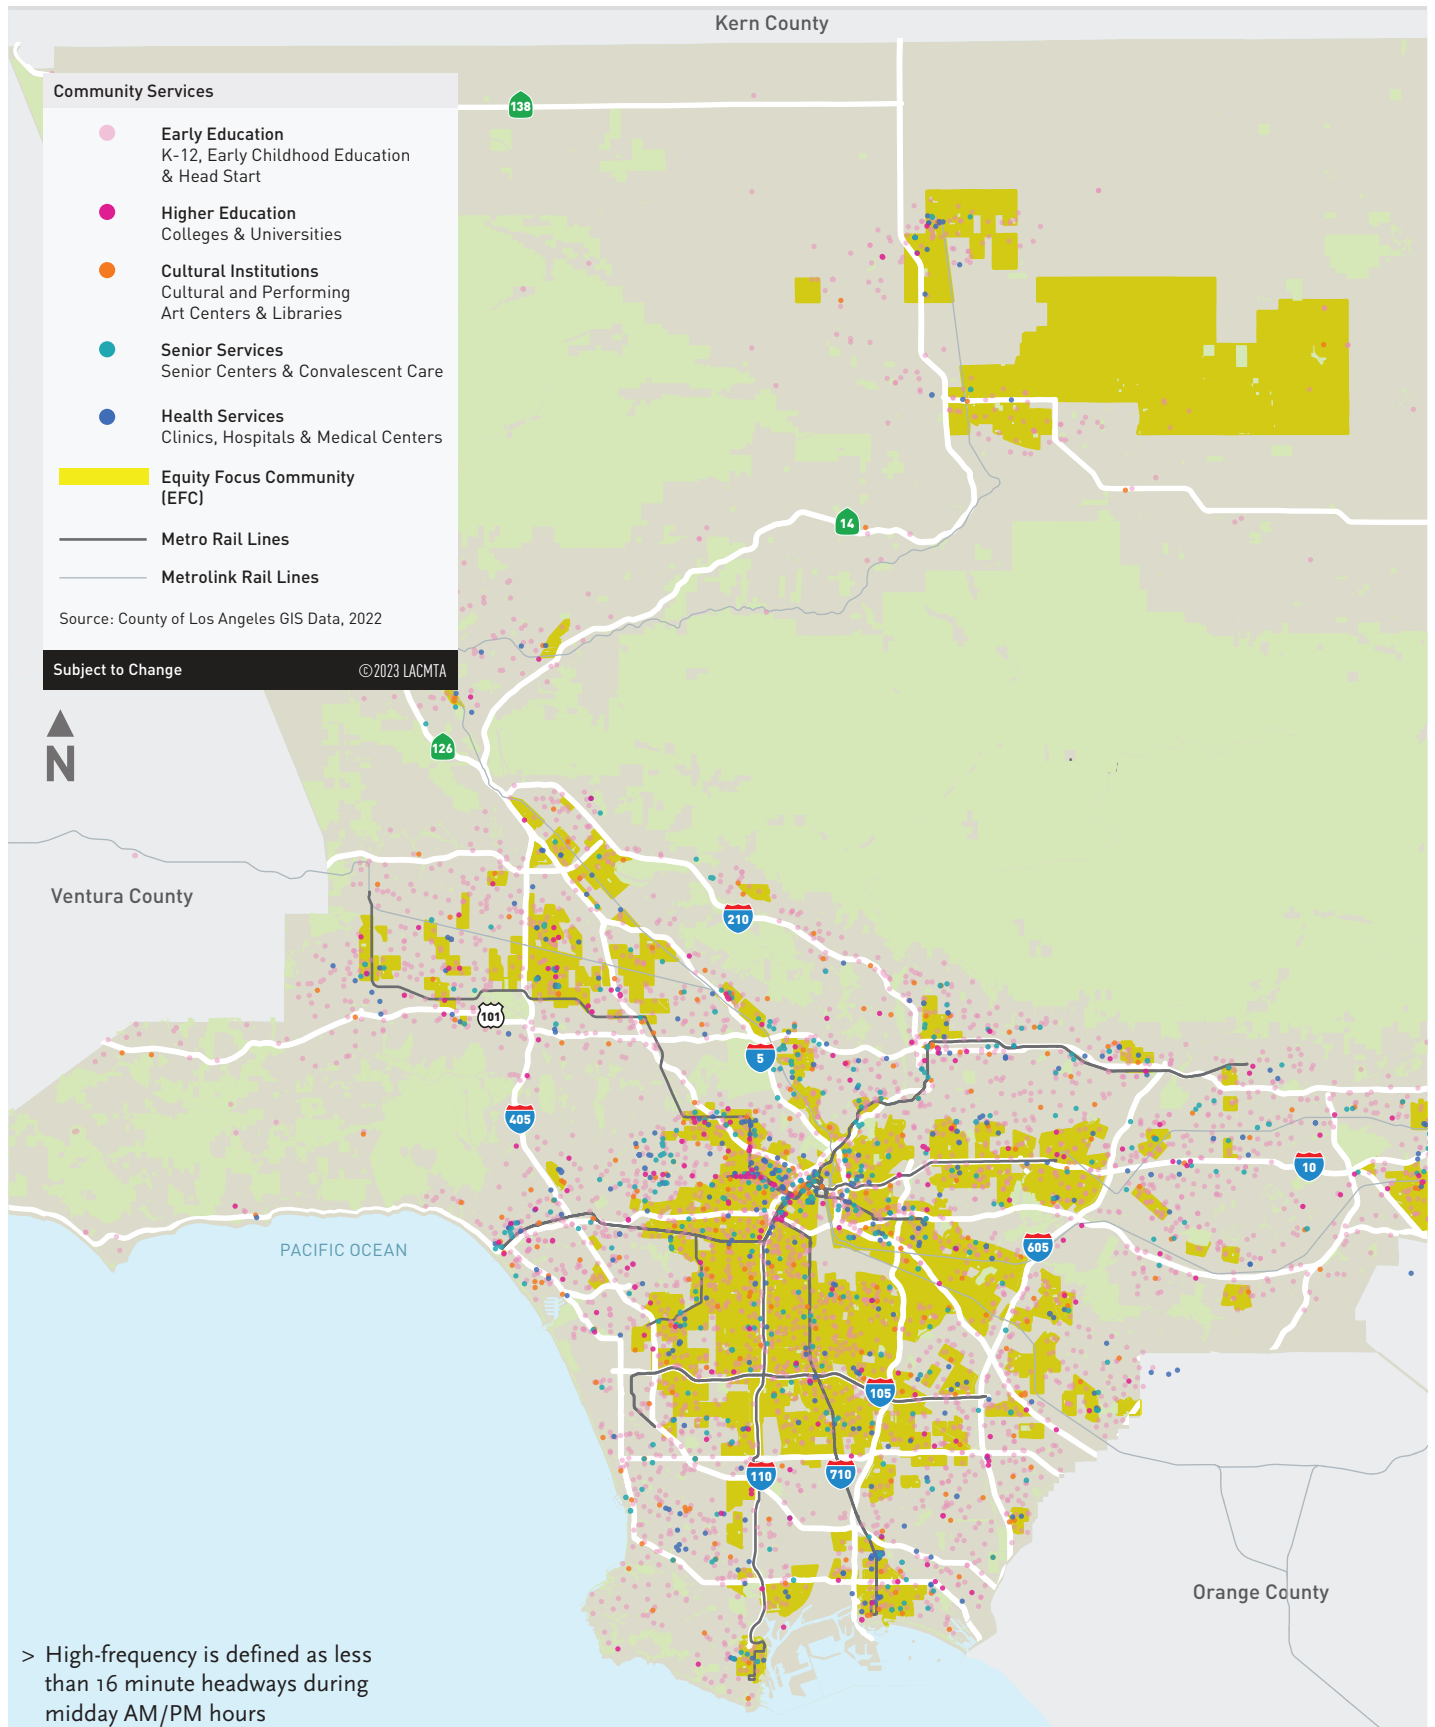 Kern County
Community Services
138
Early Education
K-12, Early Childhood Education
& Head Start
Higher Education
Colleges & Universities
Cultural Institutions
Cultural and Performing
Art Centers & Libraries
Senior Services
Senior Centers & Convalescent Care
Health Services
Clinics, Hospitals & Medical Centers
Equity Focus Community
(EFC)
14
Metro Rail Lines
Metrolink Rail Lines
Source: County of Los Angeles GIS Data, 2022
Subject to Change
©2023 LACMTA
N
126
Ventura County
210
101
5
405
10
PACIFIC OCEAN
605
105
110
710
Orange County
> High-frequency is defined as less
than 16 minute headways during
midday AM/PM hours